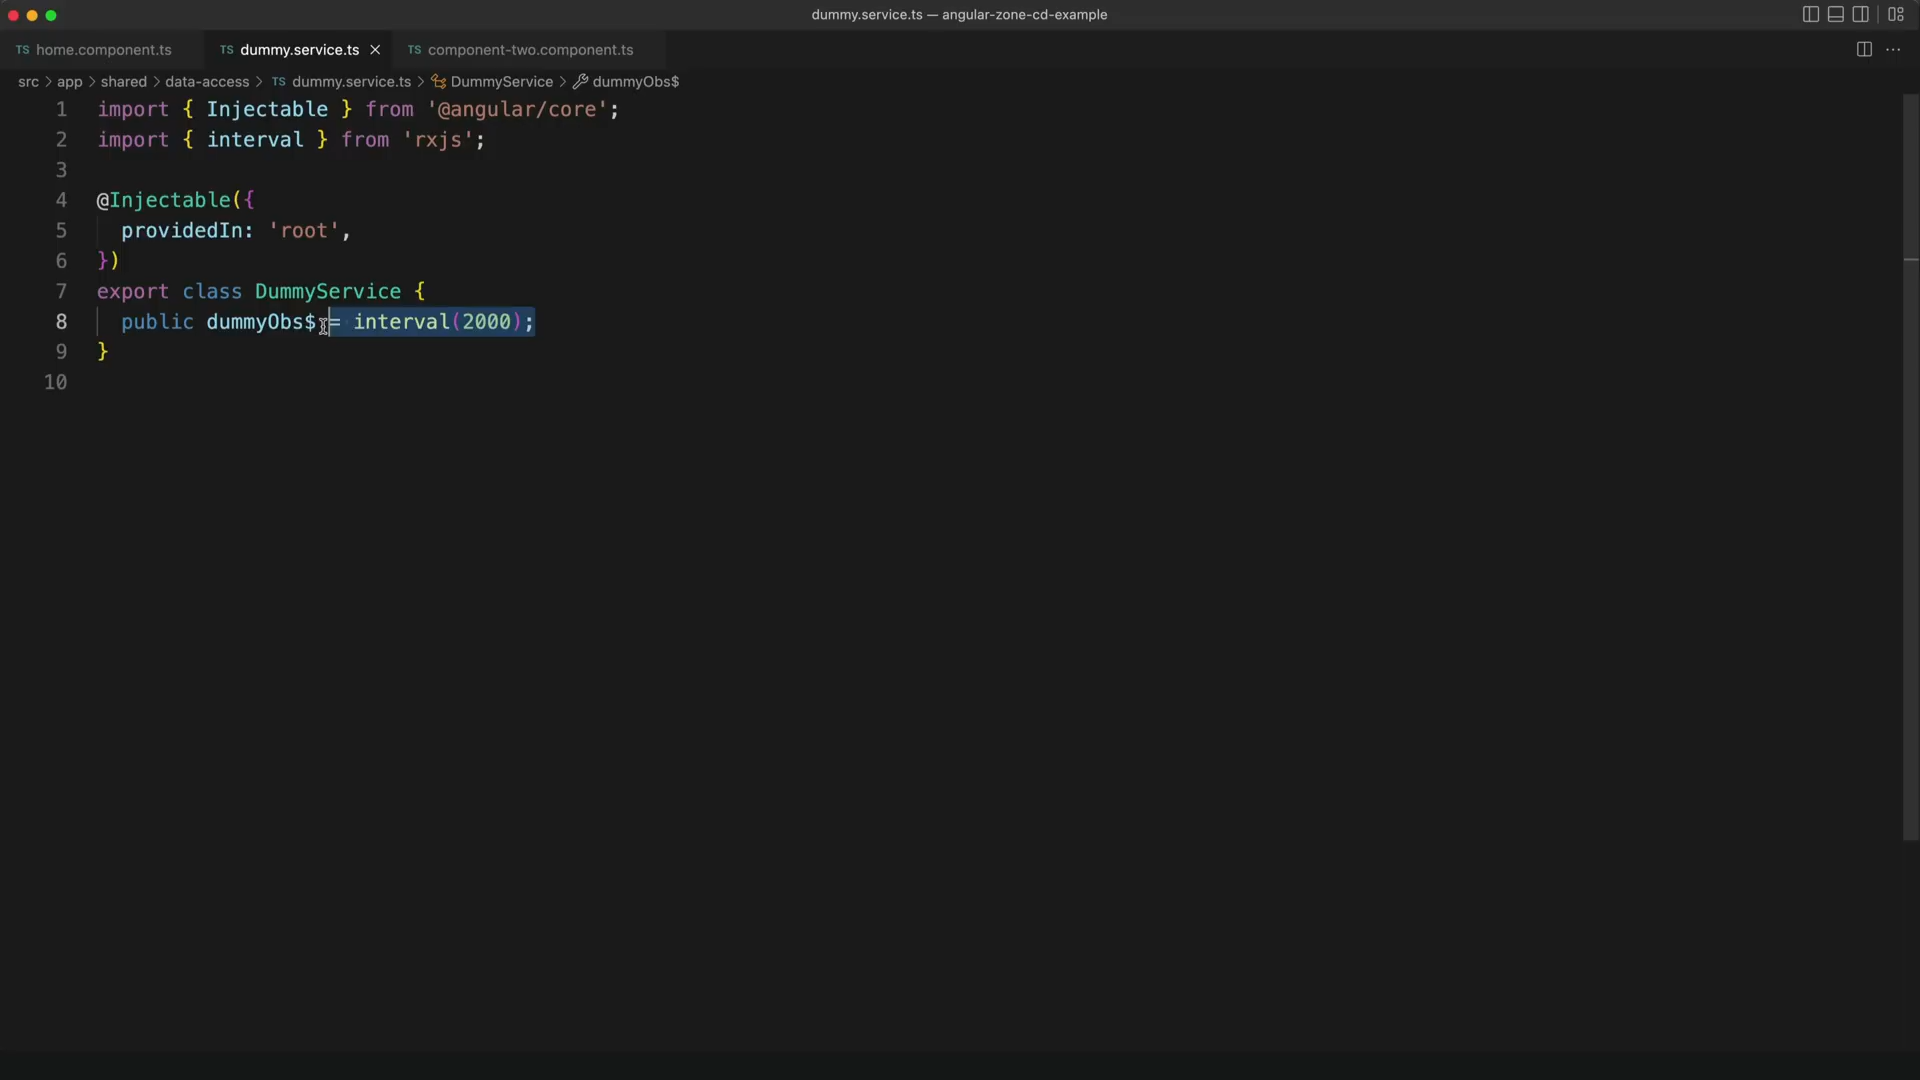 dummy.service.ts — angular-zone-cd-example
TS home.component.ts TS dummy.service.ts TS component-two.component.ts
src > app > shared > data-access > TS dummy.service.ts > DummyService > dummyObs$
1 import { Injectable } from '@angular/core';
2 import { interval } from 'rxjs';
3
4 @Injectable({
5 providedIn: 'root',
6 })
7 export class DummyService {
8 public dummyObs$ = interval(2000);
9 }
10